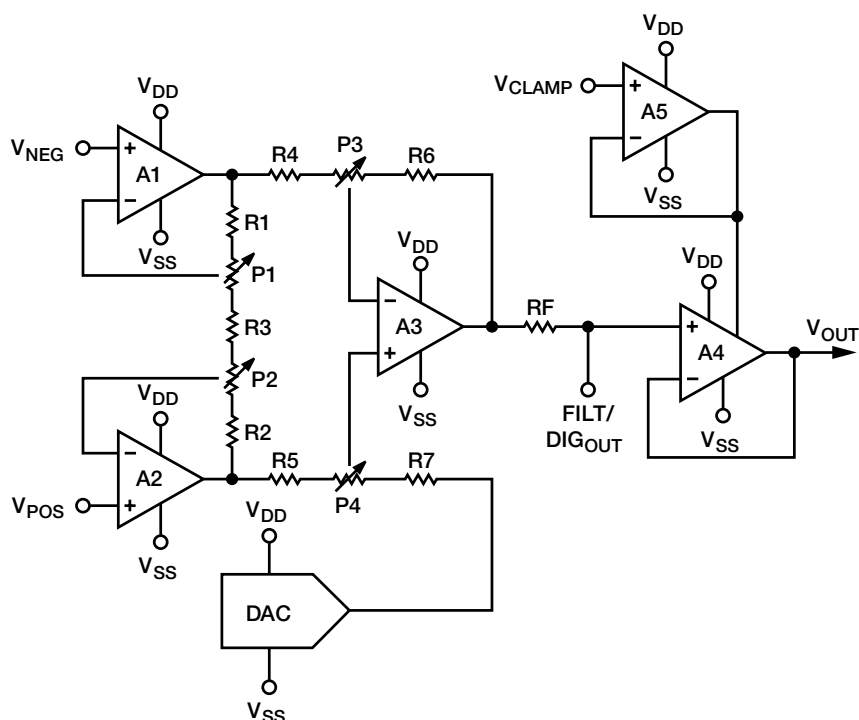 VDD
VCLAMP
+
A5
−
VSS
VDD
VNEG
+
A1
−
VSS
R4
P3
R6
R1
P1
R3
P2
R2
VDD
−
A3
+
VSS
RF
FILT/
DIGOUT
VDD
+
A4
−
VSS
VOUT
VDD
−
A2
+
VPOS
VSS
R5
P4
R7
VDD
DAC
VSS